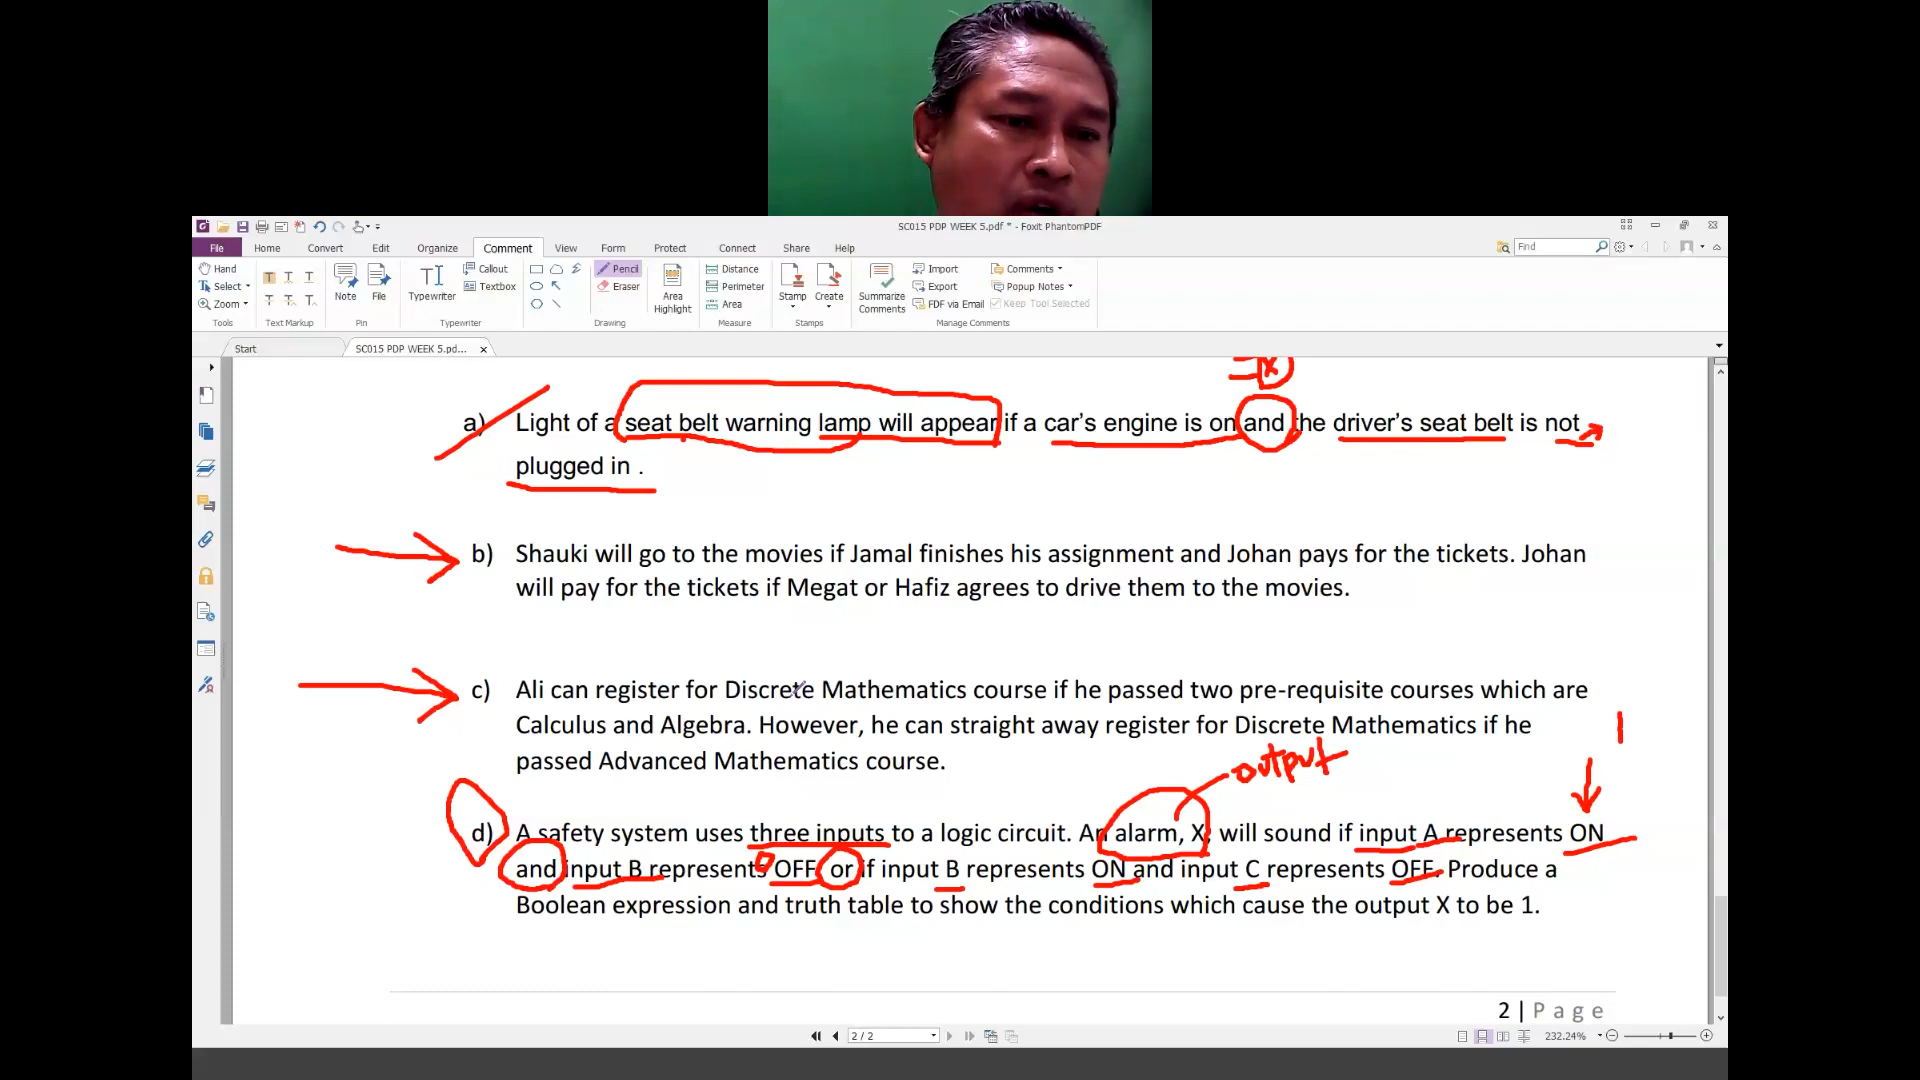 SC015 PDP WEEK 5.pdf * - Foxit PhantomPDF
File Home Convert Edit Organize Comment View Form Protect Connect Share Help
Find
Hand
Select
Zoom
Tools
Text Markup
Note
File
Pin
Typewriter
Callout
Textbox
Typewriter
Pencil
Eraser
Drawing
Area Highlight
Distance
Perimeter
Area
Measure
Stamp
Create
Stamps
Summarize Comments
Import
Export
FDF via Email
Comments
Popup Notes
Keep Tool Selected
Manage Comments
Start
SC015 PDP WEEK 5.pd...
= X
a) Light of a seat belt warning lamp will appear if a car’s engine is on and the driver’s seat belt is not
plugged in .
b) Shauki will go to the movies if Jamal finishes his assignment and Johan pays for the tickets. Johan
will pay for the tickets if Megat or Hafiz agrees to drive them to the movies.
c) Ali can register for Discrete Mathematics course if he passed two pre-requisite courses which are
Calculus and Algebra. However, he can straight away register for Discrete Mathematics if he
passed Advanced Mathematics course.
1
output
d) A safety system uses three inputs to a logic circuit. An alarm, X, will sound if input A represents ON
and input B represents OFF or if input B represents ON and input C represents OFF. Produce a
0
Boolean expression and truth table to show the conditions which cause the output X to be 1.
2 | Page
2 / 2
232.24%